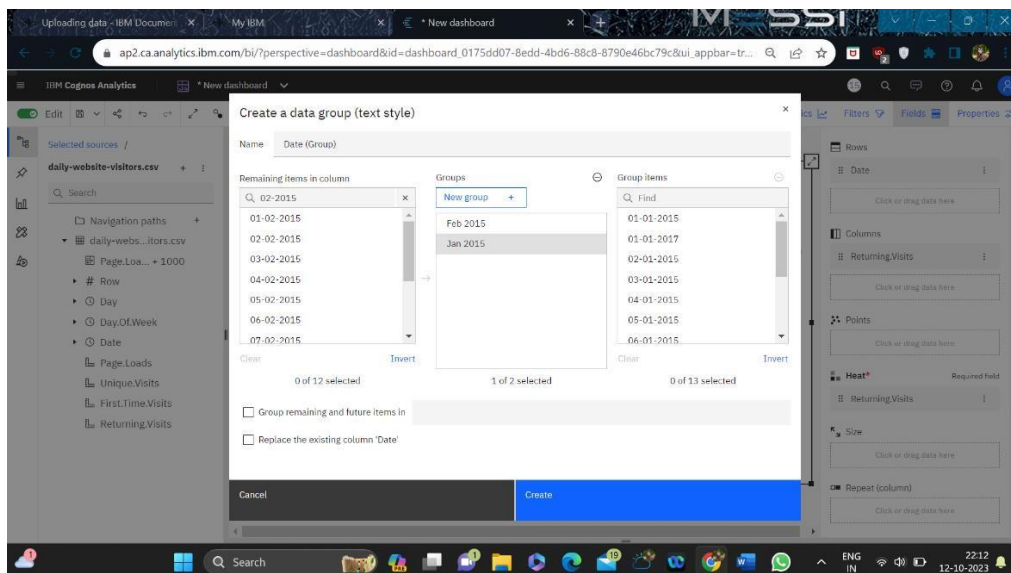 Uploading data - IBM Documen
My IBM
* New dashboard
MESSI
ap2.ca.analytics.ibm.com/bi/?perspective=dashboard&id=dashboard_0175dd07-8edd-4bd6-88c8-8790e46bc79c&ui_appbar=tr...
IBM Cognos Analytics
* New dashboard
15
Edit
Filters
Fields
Properties
Selected sources /
daily-website-visitors.csv
Search
Navigation paths
daily-webs...itors.csv
Page.Loa... + 1000
# Row
Day
Day.Of.Week
Date
Page.Loads
Unique.Visits
First.Time.Visits
Returning.Visits
Create a data group (text style)
Name Date (Group)
Remaining items in column
02-2015
01-02-2015
02-02-2015
03-02-2015
04-02-2015
05-02-2015
06-02-2015
07-02-2015
Clear Invert
0 of 12 selected
Groups
New group +
Feb 2015
Jan 2015
1 of 2 selected
Group items
Find
01-01-2015
01-01-2017
02-01-2015
03-01-2015
04-01-2015
05-01-2015
06-01-2015
Clear Invert
0 of 13 selected
Group remaining and future items in
Replace the existing column 'Date'
Cancel
Create
Rows
Date
Click or drag data here
Columns
Returning.Visits
Click or drag data here
Points
Click or drag data here
Heat* Required field
Returning.Visits
Size
Click or drag data here
Repeat (column)
Click or drag data here
1
Search
19
ENG
IN
22:12
12-10-2023